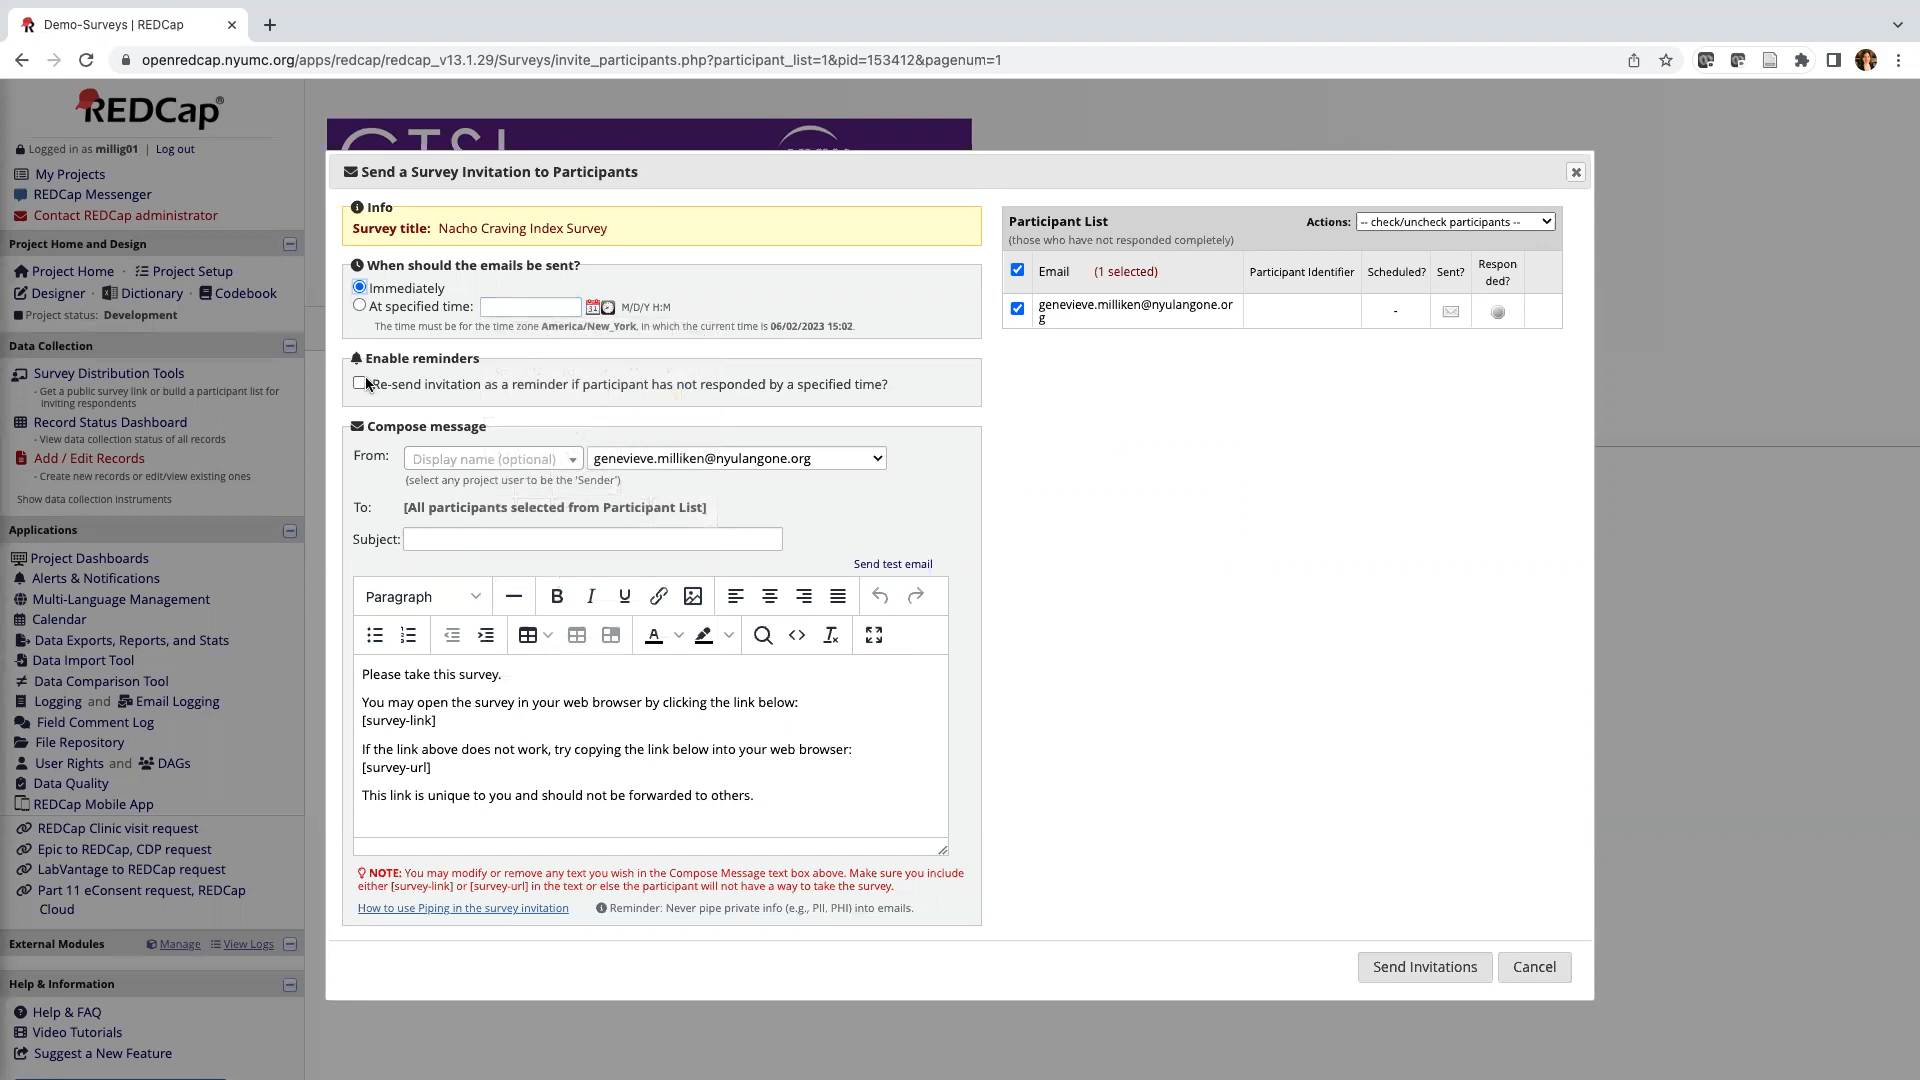 Demo-Surveys | REDCap
openredcap.nyumc.org/apps/redcap/redcap_v13.1.29/Surveys/invite_participants.php?participant_list=1&pid=153412&pagenum=1
REDCap
Logged in as millig01 | Log out
My Projects
REDCap Messenger
Contact REDCap administrator
Project Home and Design
Project Home · Project Setup
Designer · Dictionary · Codebook
Project status: Development
Data Collection
Survey Distribution Tools
- Get a public survey link or build a participant list for
inviting respondents
Record Status Dashboard
- View data collection status of all records
Add / Edit Records
- Create new records or edit/view existing ones
Show data collection instruments
Applications
Project Dashboards
Alerts & Notifications
Multi-Language Management
Calendar
Data Exports, Reports, and Stats
Data Import Tool
Data Comparison Tool
Logging and Email Logging
Field Comment Log
File Repository
User Rights and DAGs
Data Quality
REDCap Mobile App
REDCap Clinic visit request
Epic to REDCap, CDP request
LabVantage to REDCap request
Part 11 eConsent request, REDCap
Cloud
External Modules Manage View Logs
Help & Information
Help & FAQ
Video Tutorials
Suggest a New Feature
Send a Survey Invitation to Participants
Info
Survey title: Nacho Craving Index Survey
When should the emails be sent?
Immediately
At specified time: M/D/Y H:M
The time must be for the time zone America/New_York, in which the current time is 06/02/2023 15:02.
Enable reminders
Re-send invitation as a reminder if participant has not responded by a specified time?
Compose message
From: Display name (optional) genevieve.milliken@nyulangone.org
(select any project user to be the 'Sender')
To: [All participants selected from Participant List]
Subject:
Send test email
Paragraph
Please take this survey.
You may open the survey in your web browser by clicking the link below:
[survey-link]
If the link above does not work, try copying the link below into your web browser:
[survey-url]
This link is unique to you and should not be forwarded to others.
NOTE: You may modify or remove any text you wish in the Compose Message text box above. Make sure you include
either [survey-link] or [survey-url] in the text or else the participant will not have a way to take the survey.
How to use Piping in the survey invitation Reminder: Never pipe private info (e.g., PII, PHI) into emails.
Participant List Actions: -- check/uncheck participants --
(those who have not responded completely)
Email (1 selected) Participant Identifier Scheduled? Sent? Respon
ded?
genevieve.milliken@nyulangone.or
g -
Send Invitations Cancel